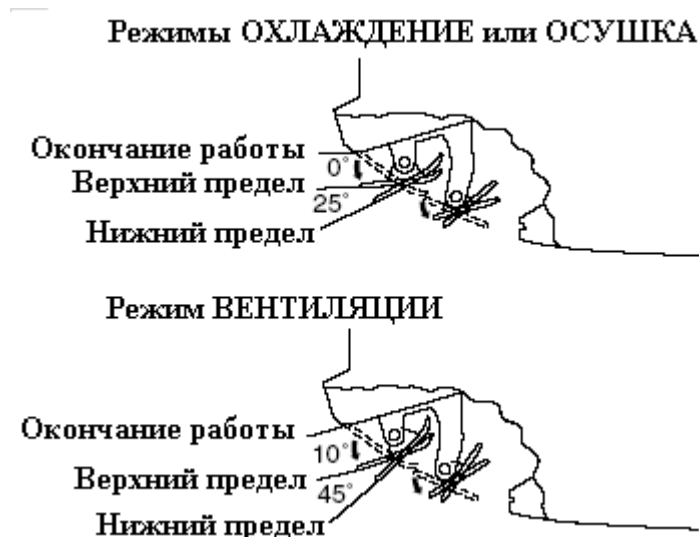 Режимы ОХЛАЖДЕНИЕ или ОСУШКА
Окончание работы
0°
Верхний предел
25°
Нижний предел
Режим ВЕНТИЛЯЦИИ
Окончание работы
10°
Верхний предел
45°
Нижний предел